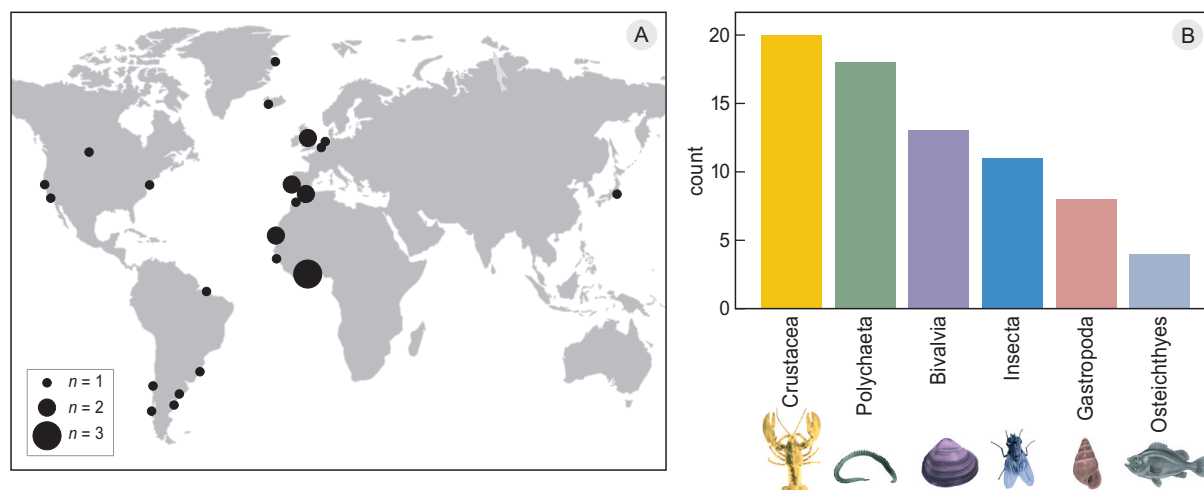 A
n = 1
n = 2
n = 3
B
count
20
15
10
5
0
Crustacea
Polychaeta
Bivalvia
Insecta
Gastropoda
Osteichthyes